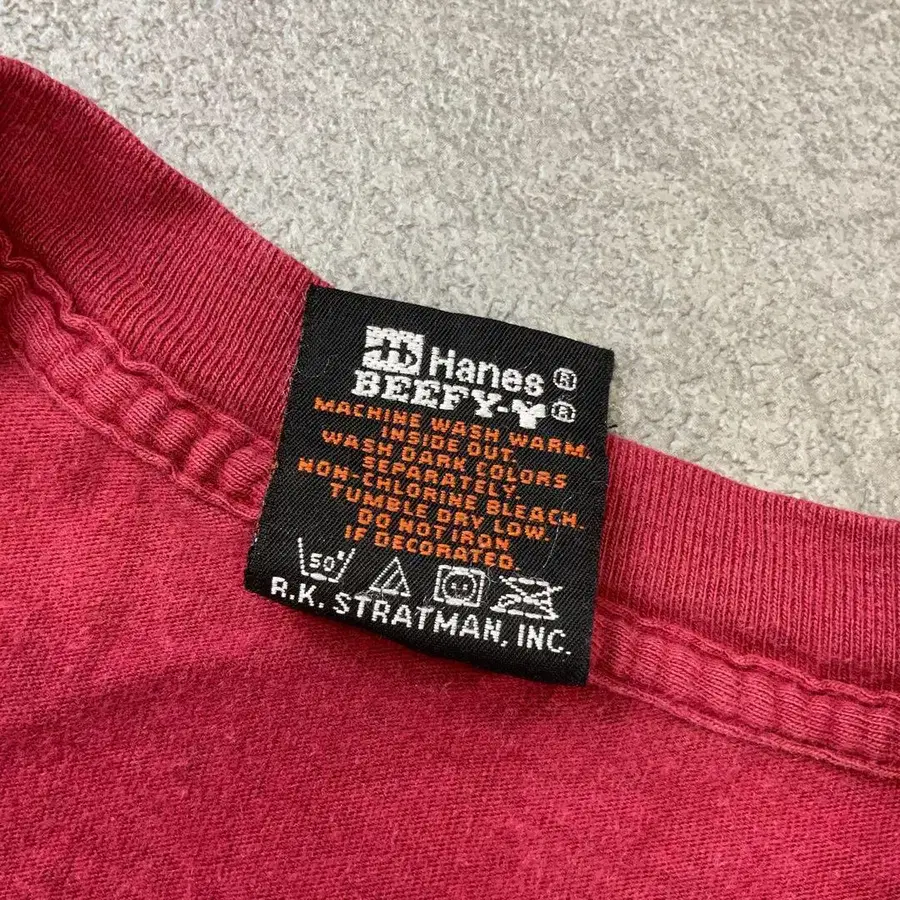 Hanes®
BEEFY-T®
MACHINE WASH WARM.
INSIDE OUT.
WASH DARK COLORS
SEPARATELY.
NON-CHLORINE BLEACH.
TUMBLE DRY LOW.
DO NOT IRON
IF DECORATED.
50°
R.K. STRATMAN, INC.